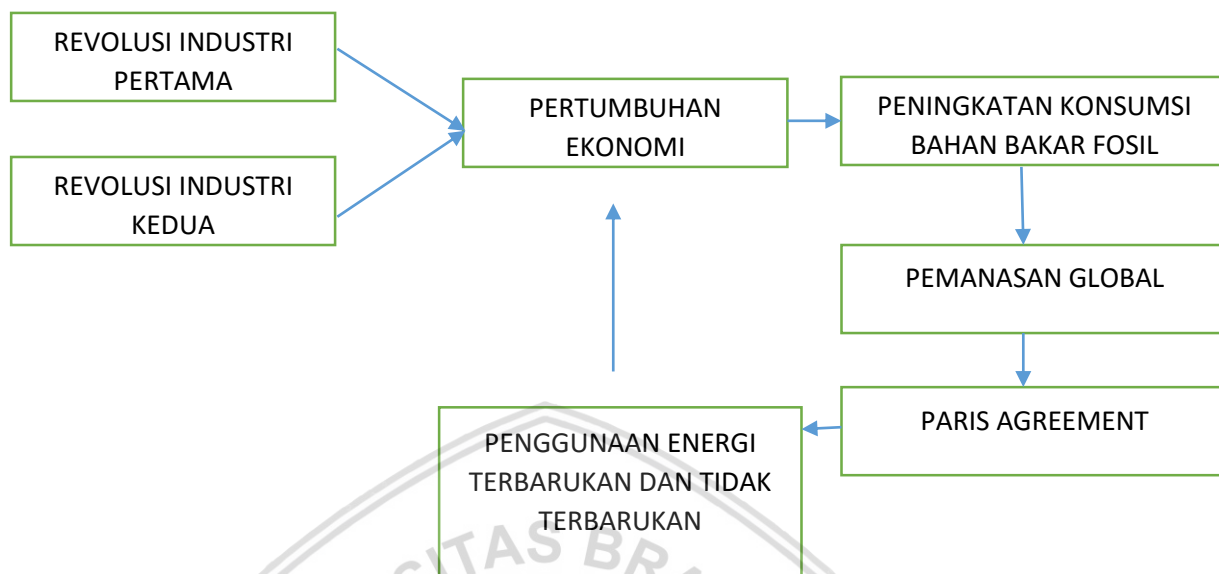 REVOLUSI INDUSTRI
PERTAMA
REVOLUSI INDUSTRI
KEDUA
PERTUMBUHAN
EKONOMI
PENINGKATAN KONSUMSI
BAHAN BAKAR FOSIL
PEMANASAN GLOBAL
PARIS AGREEMENT
PENGGUNAAN ENERGI
TERBARUKAN DAN TIDAK
TERBARUKAN